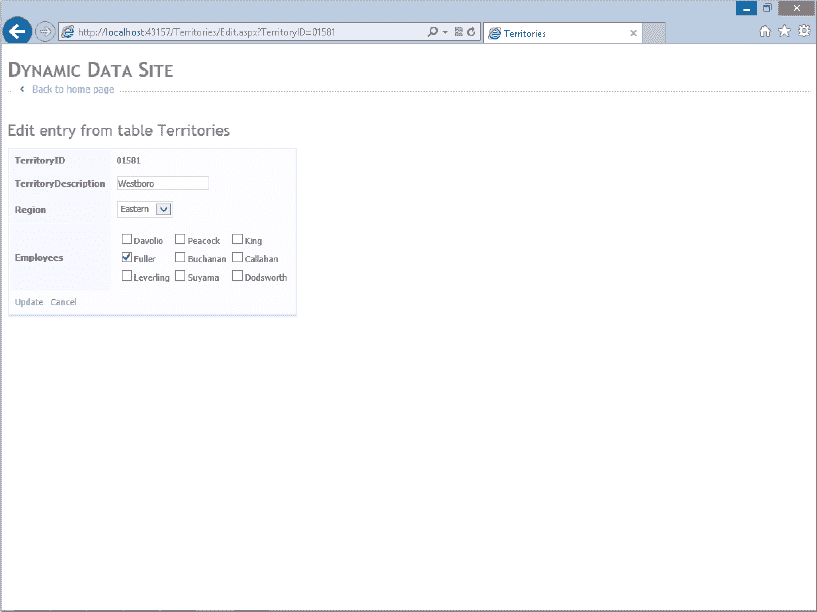 http://localhost:43157/Territories/Edit.aspx?TerritoryID=01581
Territories
DYNAMIC DATA SITE
Back to home page
Edit entry from table Territories
TerritoryID 01581
TerritoryDescription Westboro
Region Eastern
Employees
Davolio Peacock King
Fuller Buchanan Callahan
Leverling Suyama Dodsworth
Update Cancel